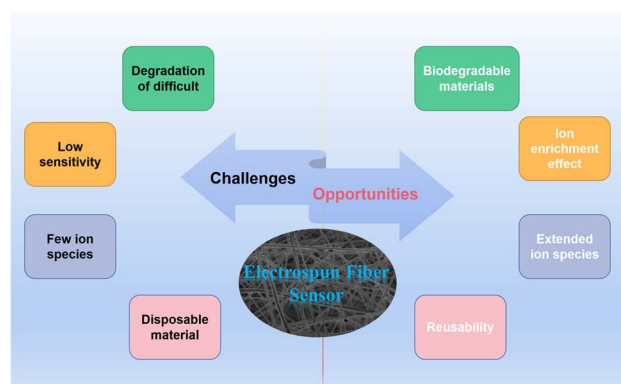 Degradation
of difficult
Low
sensitivity
Few ion
species
Disposable
material
Challenges
Opportunities
Electrospun Fiber
Sensor
Biodegradable
materials
Ion
enrichment
effect
Extended
ion species
Reusability